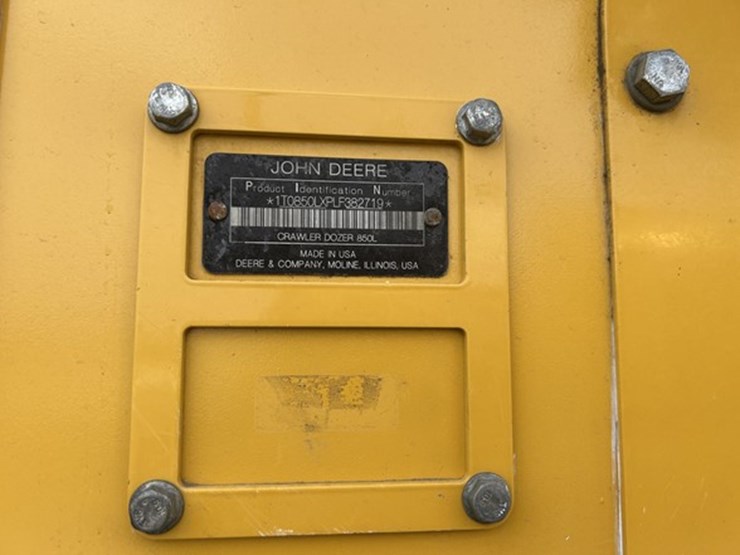 JOHN DEERE
Product Identification Number
*1T0850LXPLF382719*
CRAWLER DOZER 850L
MADE IN USA
DEERE & COMPANY, MOLINE, ILLINOIS, USA